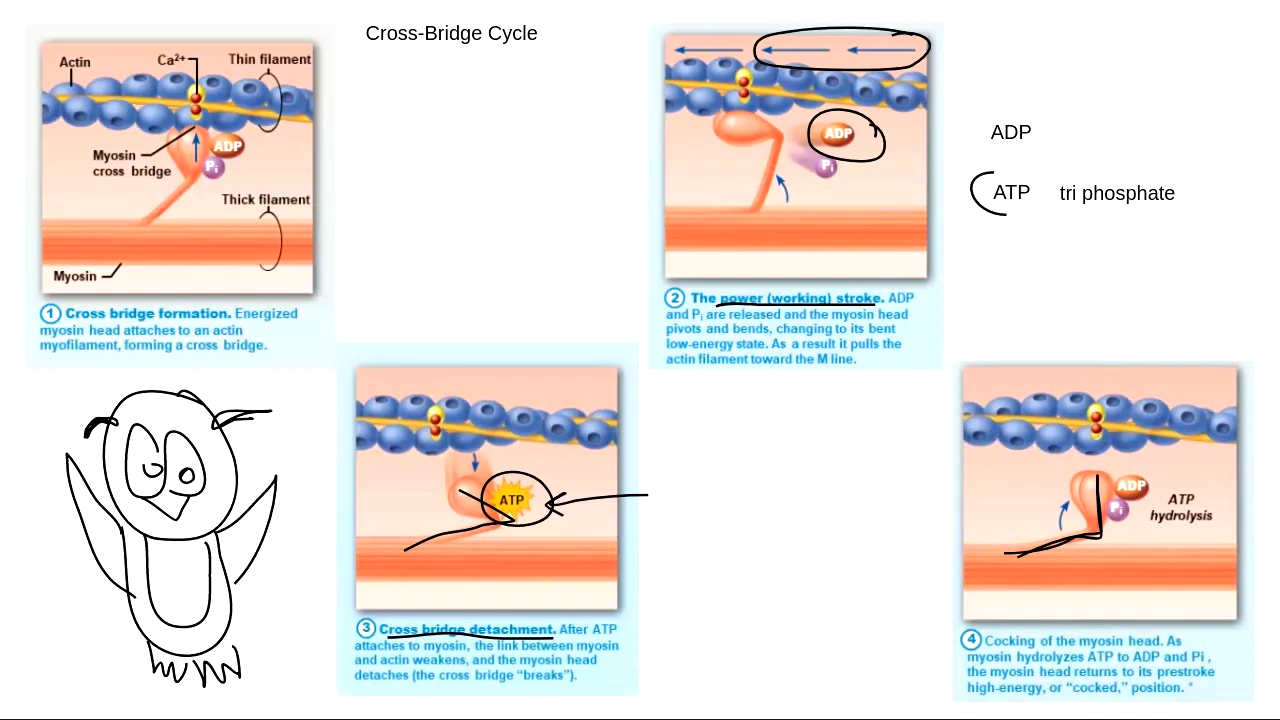 Cross-Bridge Cycle
Actin
Ca2+
Thin filament
ADP
Pi
Myosin
cross bridge
Thick filament
Myosin
1 Cross bridge formation. Energized
myosin head attaches to an actin
myofilament, forming a cross bridge.
ADP
Pi
2 The power (working) stroke. ADP
and Pi are released and the myosin head
pivots and bends, changing to its bent
low-energy state. As a result it pulls the
actin filament toward the M line.
ADP
ATP tri phosphate
ATP
3 Cross bridge detachment. After ATP
attaches to myosin, the link between myosin
and actin weakens, and the myosin head
detaches (the cross bridge “breaks”).
ADP
Pi
ATP
hydrolysis
4 Cocking of the myosin head. As
myosin hydrolyzes ATP to ADP and Pi ,
the myosin head returns to its prestroke
high-energy, or “cocked,” position. *